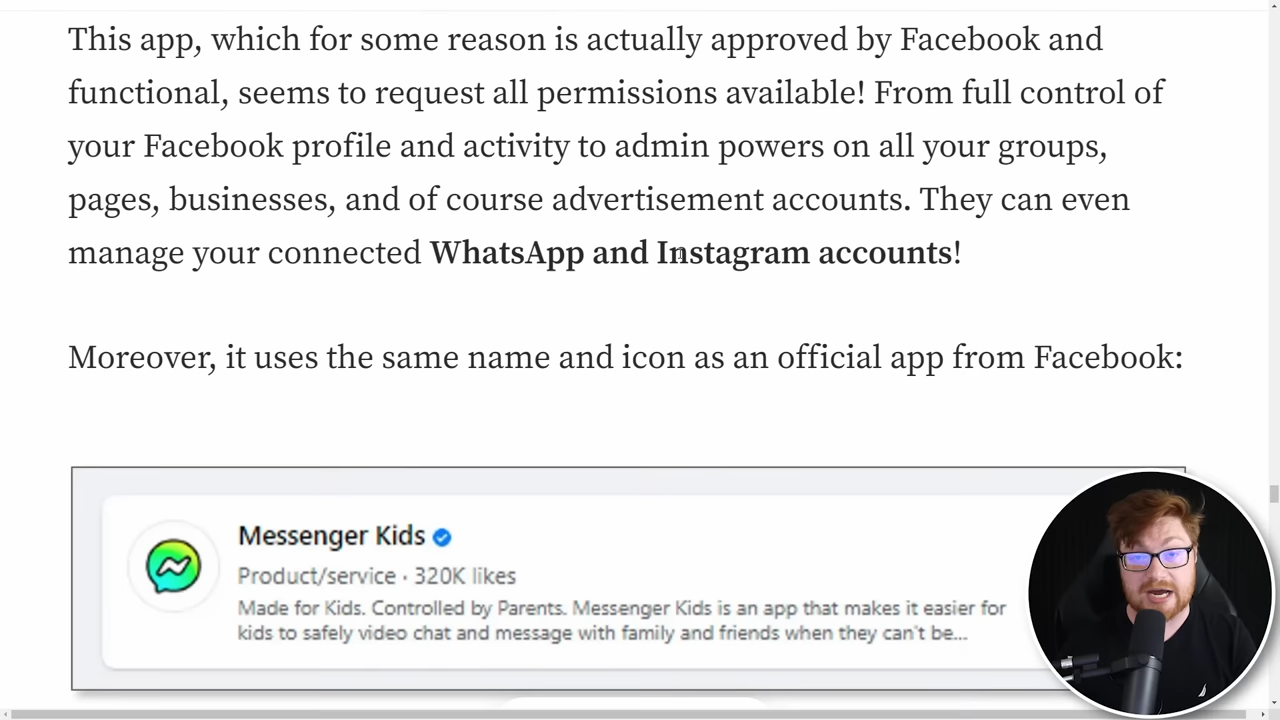 This app, which for some reason is actually approved by Facebook and
functional, seems to request all permissions available! From full control of
your Facebook profile and activity to admin powers on all your groups,
pages, businesses, and of course advertisement accounts. They can even
manage your connected WhatsApp and Instagram accounts!
Moreover, it uses the same name and icon as an official app from Facebook:
Messenger Kids
Product/service · 320K likes
Made for Kids. Controlled by Parents. Messenger Kids is an app that makes it easier for
kids to safely video chat and message with family and friends when they can't be...